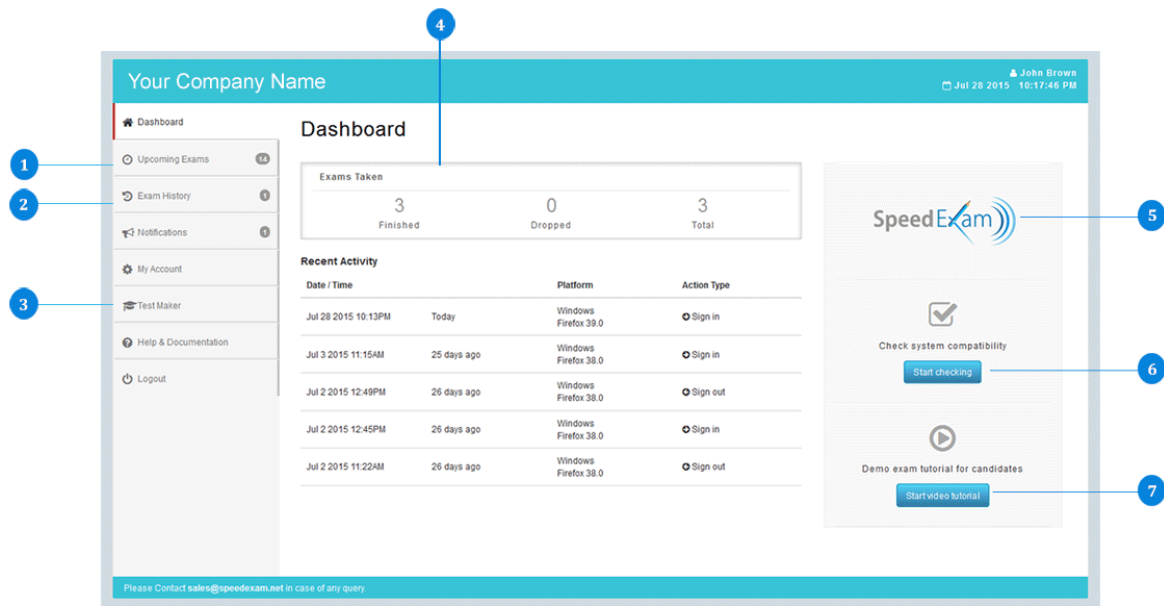 4
Your Company Name
John Brown
Jul 28 2015 10:17:46 PM
Dashboard
1
Upcoming Exams 14
2
Exam History 1
Notifications 1
My Account
3
Test Maker
Help & Documentation
Logout
Dashboard
Exams Taken
3 0 3
Finished Dropped Total
Recent Activity
Date / Time Platform Action Type
Jul 28 2015 10:13PM Today Windows Firefox 39.0 Sign in
Jul 3 2015 11:15AM 25 days ago Windows Firefox 38.0 Sign in
Jul 2 2015 12:49PM 26 days ago Windows Firefox 38.0 Sign out
Jul 2 2015 12:45PM 26 days ago Windows Firefox 38.0 Sign in
Jul 2 2015 11:22AM 26 days ago Windows Firefox 38.0 Sign out
SpeedExam
5
Check system compatibility
Start checking
6
Demo exam tutorial for candidates
Start video tutorial
7
Please Contact sales@speedexam.net in case of any query.